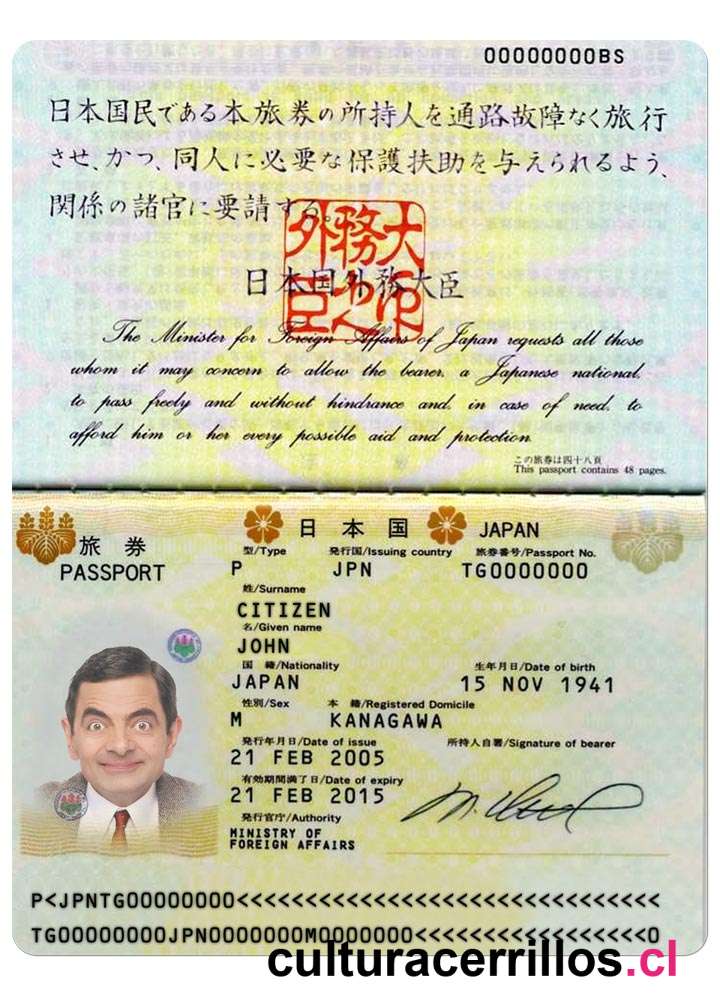 00000000BS
日本国民である本旅券の所持人を通路故障なく旅行
させ、かつ、同人に必要な保護扶助を与えられるよう、
関係の諸官に要請する。
日本国外務大臣
外務大
臣之印
The Minister for Foreign Affairs of Japan requests all those
whom it may concern to allow the bearer, a Japanese national,
to pass freely and without hindrance and, in case of need, to
afford him or her every possible aid and protection.
この旅券は四十八頁
This passport contains 48 pages.
旅券 日本国 JAPAN
PASSPORT
型/Type 発行国/Issuing country 旅券番号/Passport No.
P JPN TG0000000
姓/Surname
CITIZEN
名/Given name
JOHN
国 籍/Nationality 生年月日/Date of birth
JAPAN 15 NOV 1941
性別/Sex 本 籍/Registered Domicile
M KANAGAWA
発行年月日/Date of issue 所持人自署/Signature of bearer
21 FEB 2005
有効期間満了日/Date of expiry
21 FEB 2015
発行官庁/Authority
MINISTRY OF
FOREIGN AFFAIRS
P<JPNTG00000000<<<<<<<<<<<<<<<<<<<<<<<<<<<<<
TG00000000JPN0000000M0000000<<<<<<<<<<<<<<<0
culturacerrillos.cl